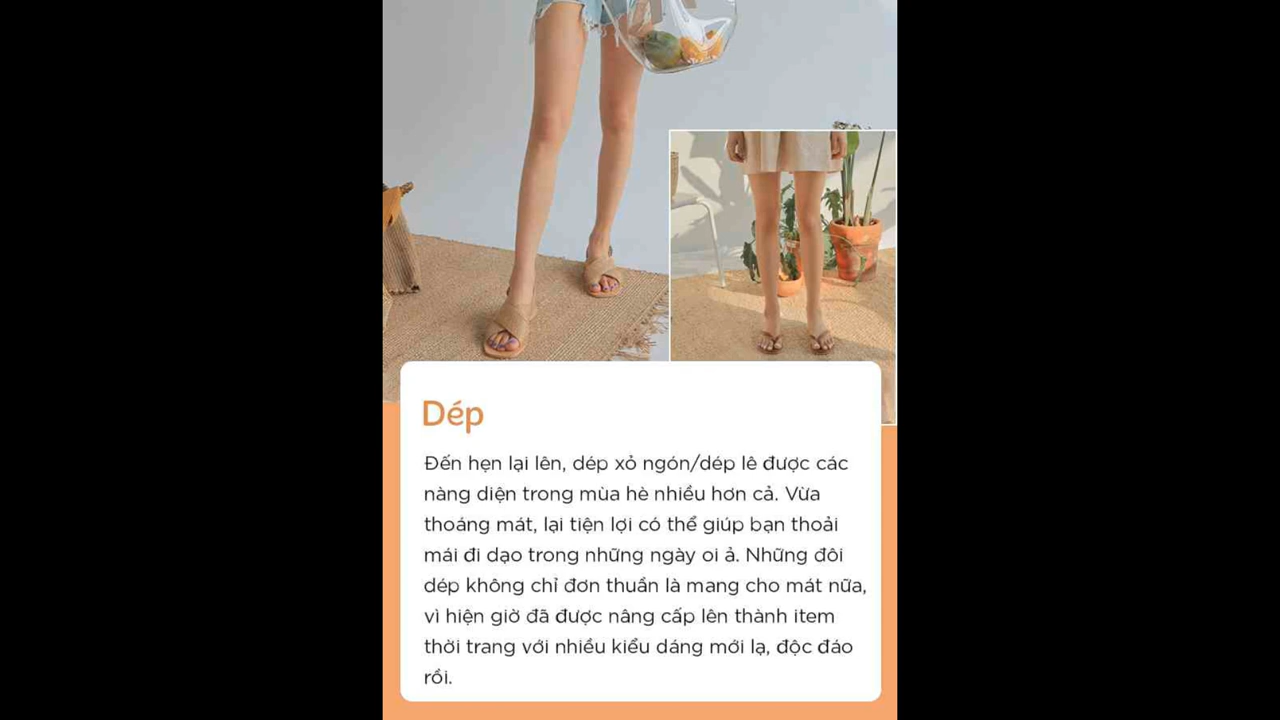 Dép
Đến hẹn lại lên, dép xỏ ngón/dép lê được các
nàng diện trong mùa hè nhiều hơn cả. Vừa
thoáng mát, lại tiện lợi có thể giúp bạn thoải
mái đi dạo trong những ngày oi ả. Những đôi
dép không chỉ đơn thuần là mang cho mát nữa,
vì hiện giờ đã được nâng cấp lên thành item
thời trang với nhiều kiểu dáng mới lạ, độc đáo
rồi.